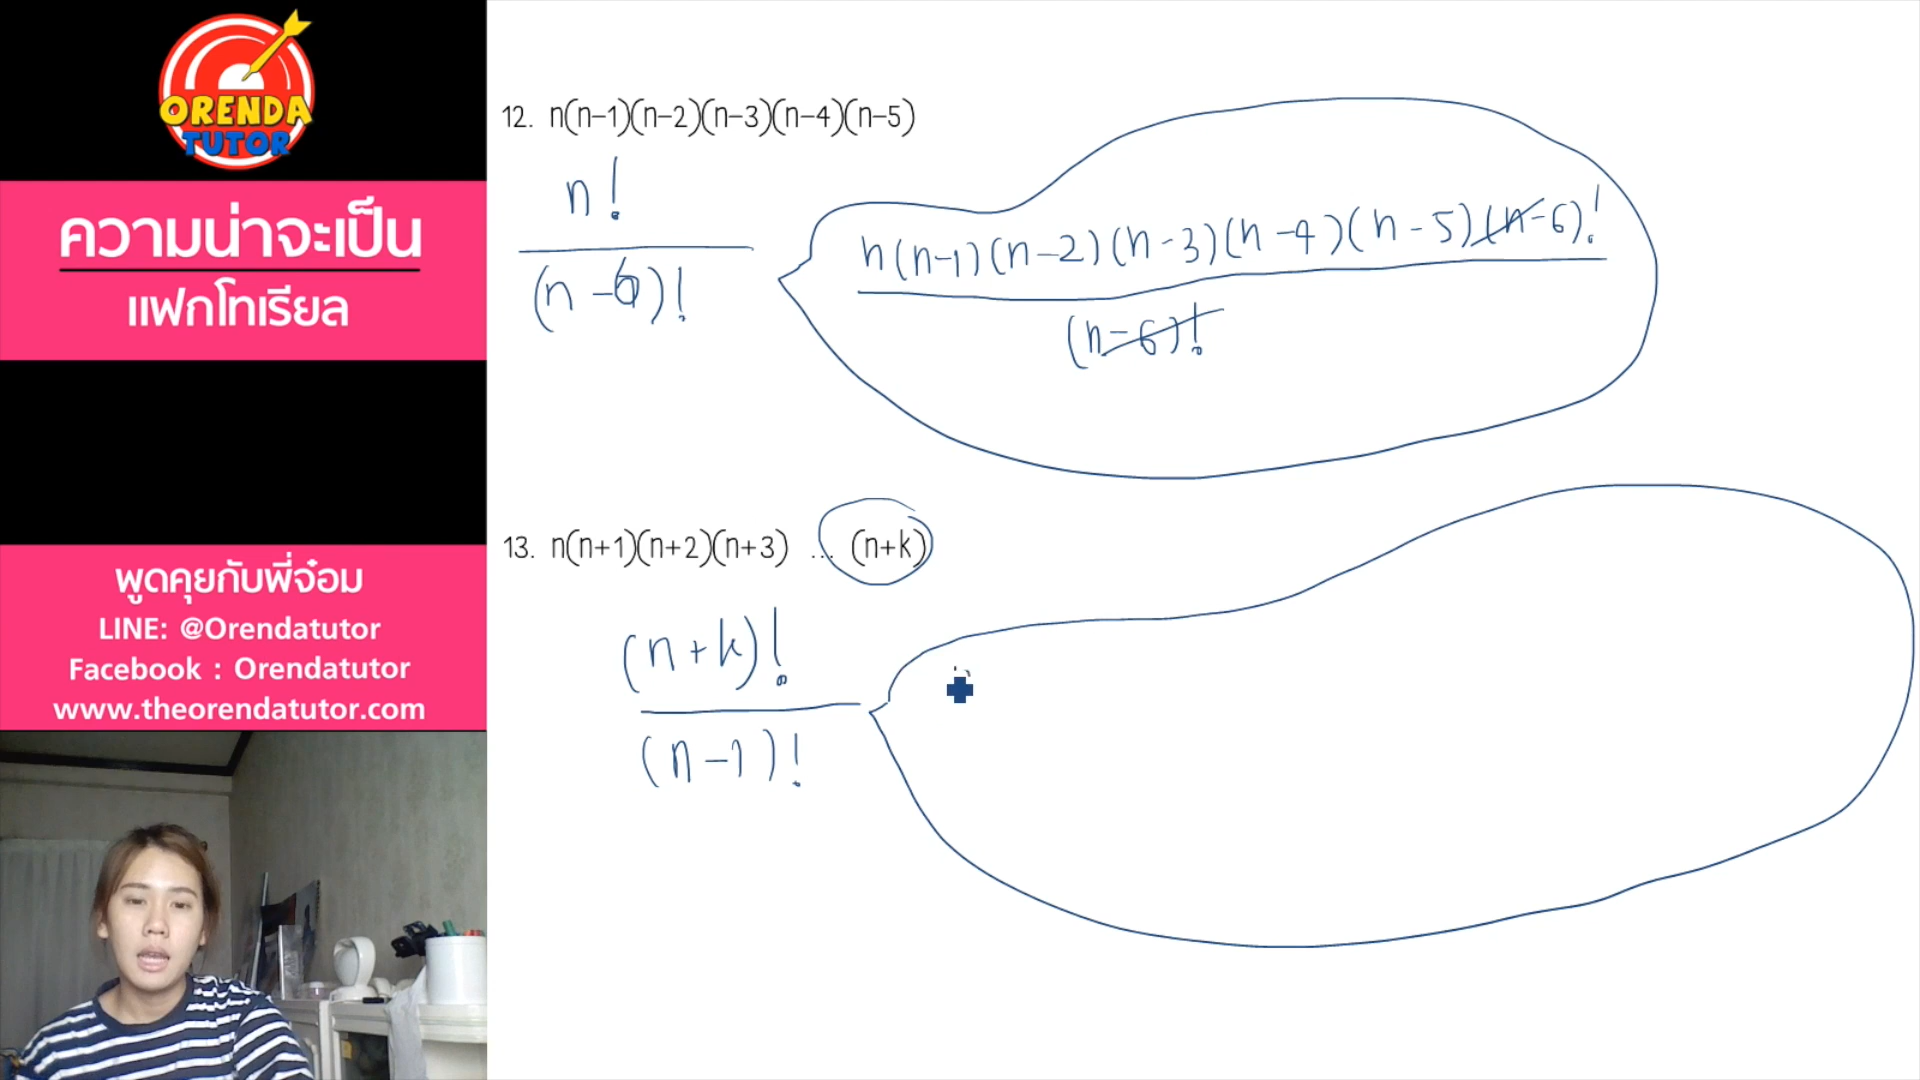 ORENDA
TUTOR
ความน่าจะเป็น
แฟกโทเรียล
พูดคุยกับพี่จ๋อม
LINE: @Orendatutor
Facebook : Orendatutor
www.theorendatutor.com
12. n(n-1)(n-2)(n-3)(n-4)(n-5)
n!
(n-6)!
n(n-1)(n-2)(n-3)(n-4)(n-5)(n-6)!
(n-6)!
13. n(n+1)(n+2)(n+3) ... (n+k)
(n+k)!
(n-1)!